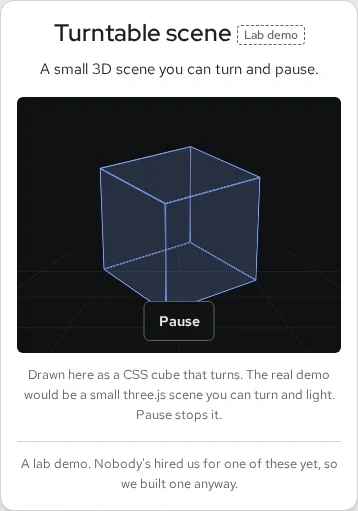 Turntable scene Lab demo
A small 3D scene you can turn and pause.
Pause
Drawn here as a CSS cube that turns. The real demo
would be a small three.js scene you can turn and light.
Pause stops it.
A lab demo. Nobody's hired us for one of these yet, so
we built one anyway.